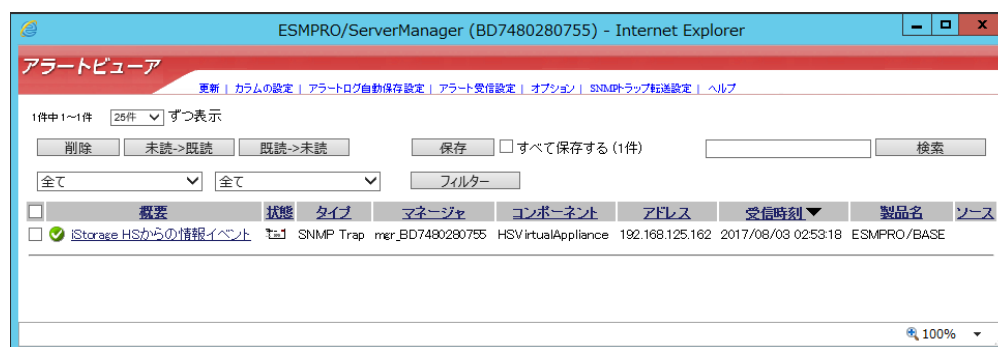 ESMPRO/ServerManager (BD7480280755) - Internet Explorer
アラートビューア
更新 | カラムの設定 | アラートログ自動保存設定 | アラート受信設定 | オプション | SNMPトラップ転送設定 | ヘルプ
1件中 1～1件 25件 ずつ表示
削除 未読->既読 既読->未読 保存 すべて保存する (1件) 検索
全て 全て フィルター
概要 状態 タイプ マネージャ コンポーネント アドレス 受信時刻▼ 製品名 ソース
iStorage HSからの情報イベント SNMP Trap mgr_BD7480280755 HSVirtualAppliance 192.168.125.162 2017/08/03 02:53:18 ESMPRO/BASE
100%